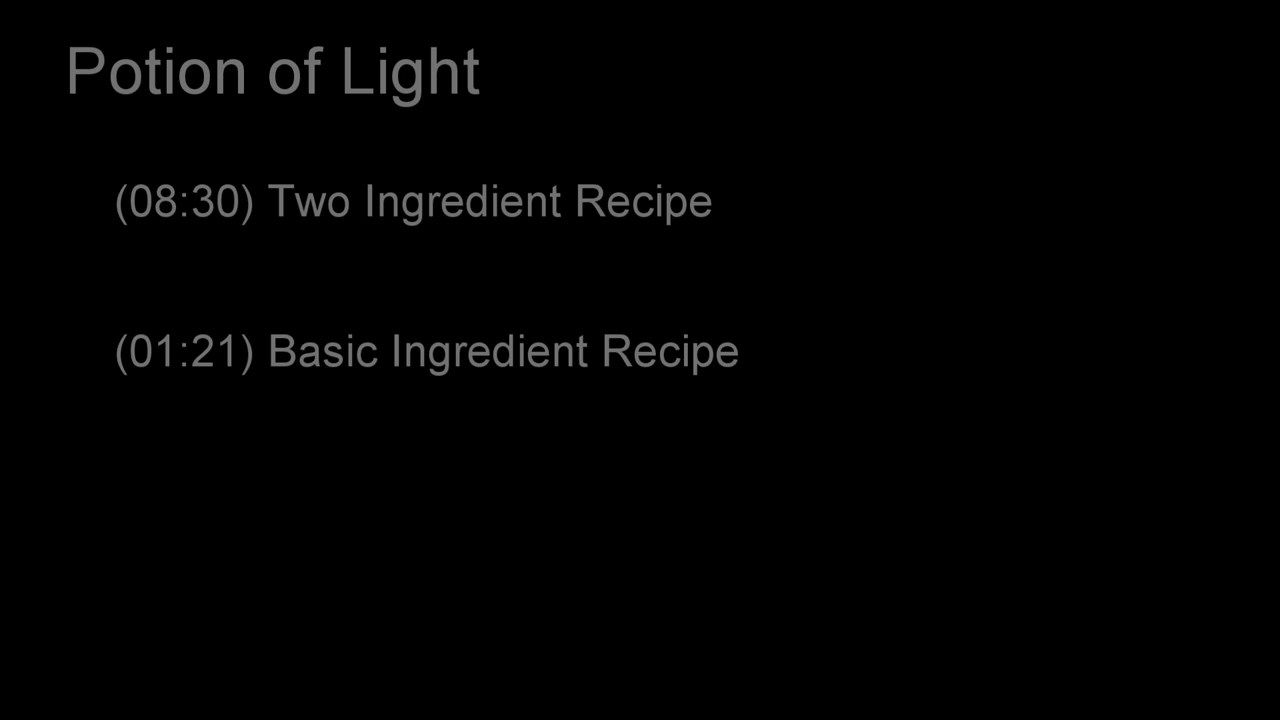 Potion of Light
(08:30) Two Ingredient Recipe
(01:21) Basic Ingredient Recipe